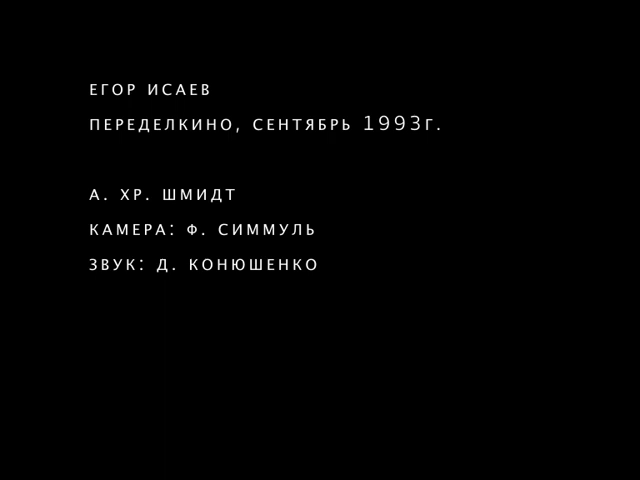 ЕГОР ИСАЕВ
ПЕРЕДЕЛКИНО, СЕНТЯБРЬ 1993Г.
А. ХР. ШМИДТ
КАМЕРА: Ф. СИММУЛЬ
ЗВУК: Д. КОНЮШЕНКО